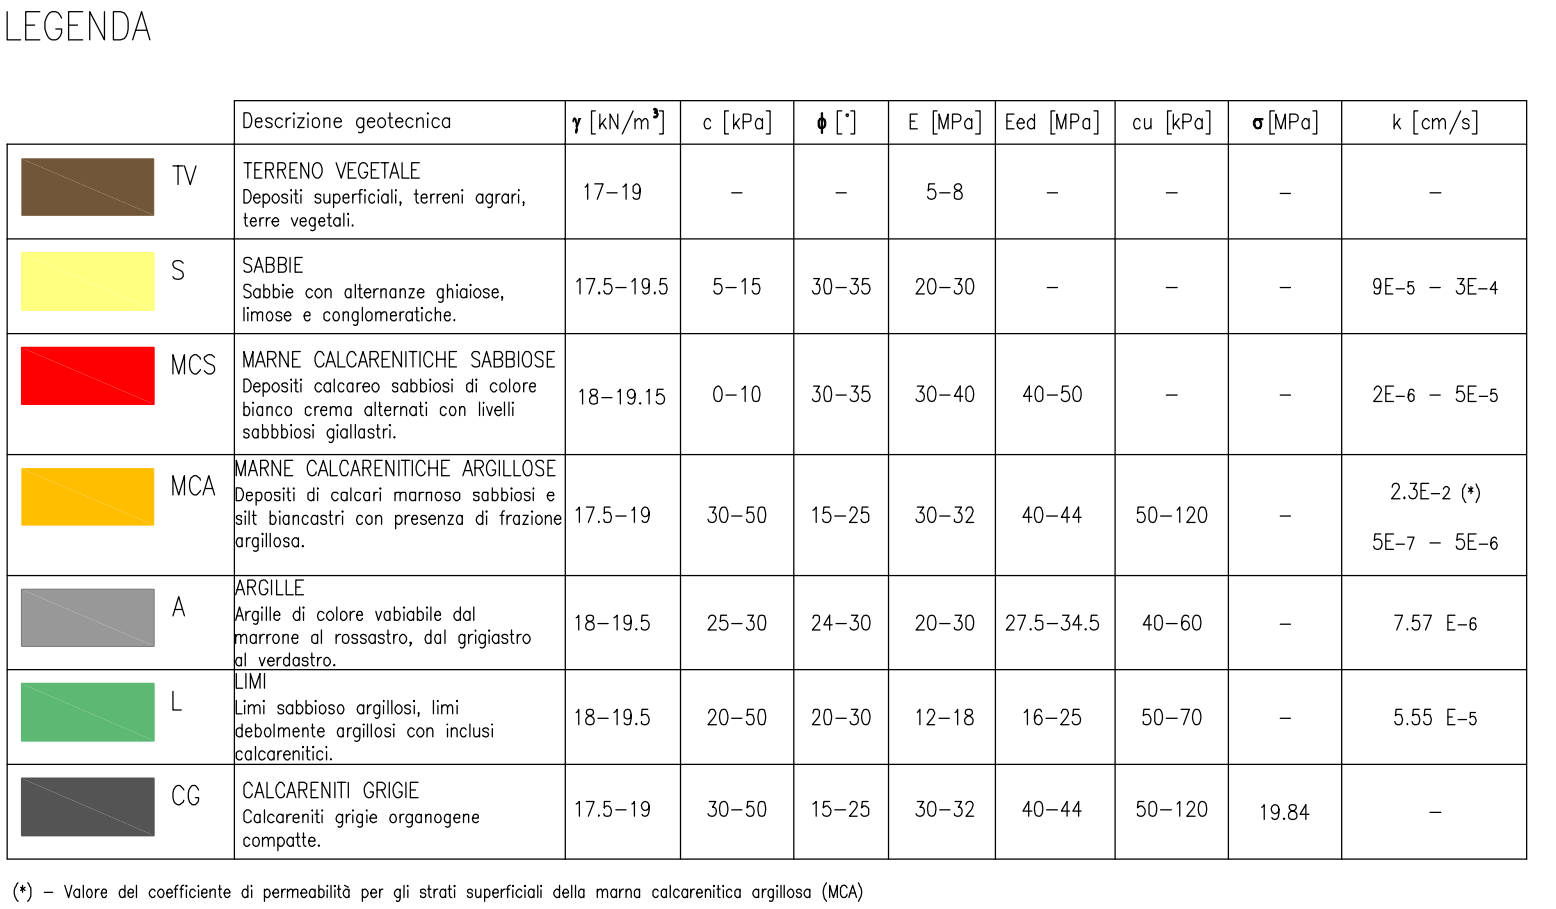 LEGENDA
Descrizione geotecnica γ [kN/m³] c [kPa] ϕ [°] E [MPa] Eed [MPa] cu [kPa] σ[MPa] k [cm/s]
TV
TERRENO VEGETALE
Depositi superficiali, terreni agrari,
terre vegetali.
17-19 - - 5-8 - - - -
S
SABBIE
Sabbie con alternanze ghiaiose,
limose e conglomeratiche.
17.5-19.5 5-15 30-35 20-30 - - - 9E-5 - 3E-4
MCS
MARNE CALCARENITICHE SABBIOSE
Depositi calcareo sabbiosi di colore
bianco crema alternati con livelli
sabbbiosi giallastri.
18-19.15 0-10 30-35 30-40 40-50 - - 2E-6 - 5E-5
MCA
MARNE CALCARENITICHE ARGILLOSE
Depositi di calcari marnoso sabbiosi e
silt biancastri con presenza di frazione
argillosa.
17.5-19 30-50 15-25 30-32 40-44 50-120 - 2.3E-2 (*)
5E-7 - 5E-6
A
ARGILLE
Argille di colore vabiabile dal
marrone al rossastro, dal grigiastro
al verdastro.
18-19.5 25-30 24-30 20-30 27.5-34.5 40-60 - 7.57 E-6
L
LIMI
Limi sabbioso argillosi, limi
debolmente argillosi con inclusi
calcarenitici.
18-19.5 20-50 20-30 12-18 16-25 50-70 - 5.55 E-5
CG
CALCARENITI GRIGIE
Calcareniti grigie organogene
compatte.
17.5-19 30-50 15-25 30-32 40-44 50-120 19.84 -
(*) - Valore del coefficiente di permeabilità per gli strati superficiali della marna calcarenitica argillosa (MCA)